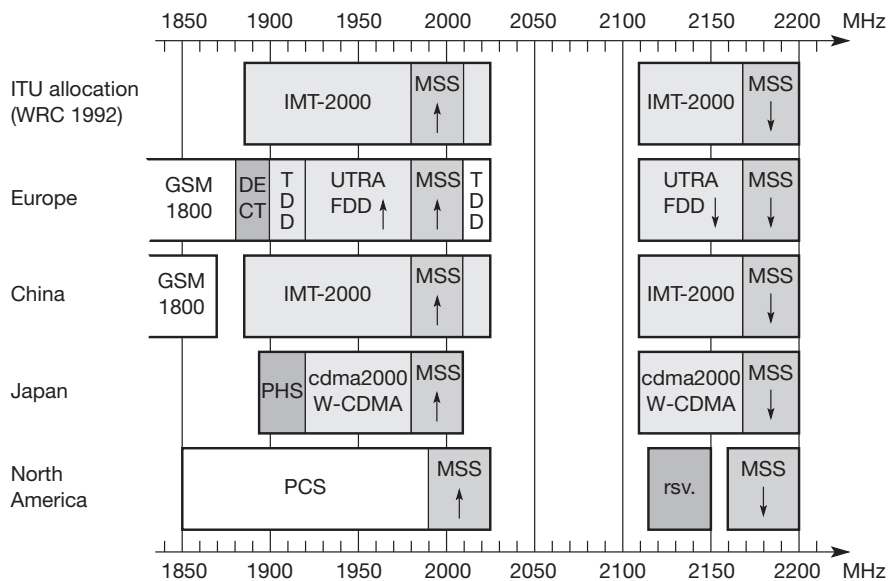 1850 1900 1950 2000 2050 2100 2150 2200 MHz
ITU allocation
(WRC 1992)
IMT-2000
MSS
IMT-2000
MSS
Europe
GSM
1800
DE
CT
T
D
D
UTRA
FDD
MSS
T
D
D
UTRA
FDD
MSS
China
GSM
1800
IMT-2000
MSS
IMT-2000
MSS
Japan
PHS
cdma2000
W-CDMA
MSS
cdma2000
W-CDMA
MSS
North
America
PCS
MSS
rsv.
MSS
1850 1900 1950 2000 2050 2100 2150 2200 MHz